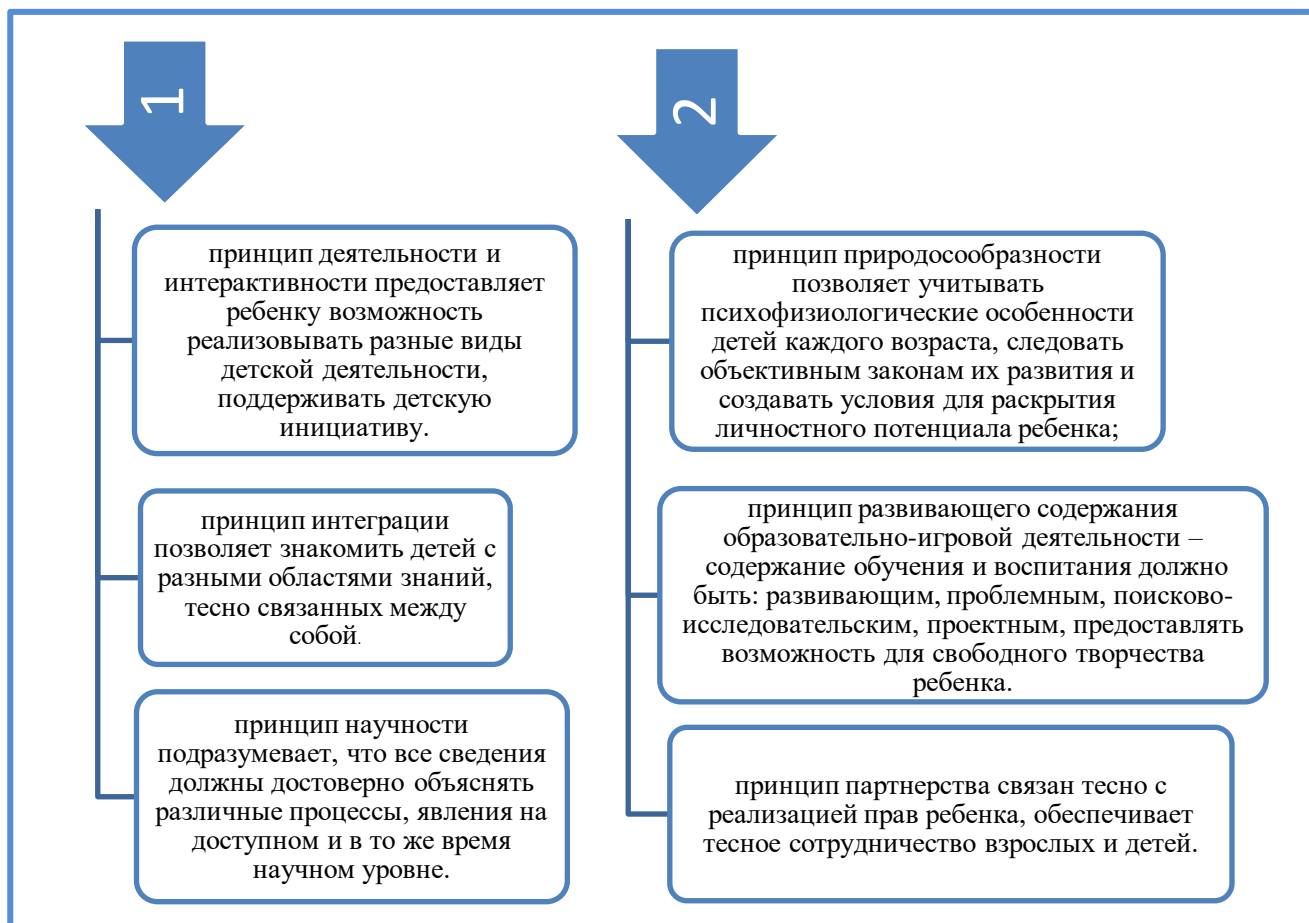 1
принцип деятельности и
интерактивности предоставляет
ребенку возможность
реализовывать разные виды
детской деятельности,
поддерживать детскую
инициативу.
принцип интеграции
позволяет знакомить детей с
разными областями знаний,
тесно связанных между
собой.
принцип научности
подразумевает, что все сведения
должны достоверно объяснять
различные процессы, явления на
доступном и в то же время
научном уровне.
2
принцип природосообразности
позволяет учитывать
психофизиологические особенности
детей каждого возраста, следовать
объективным законам их развития и
создавать условия для раскрытия
личностного потенциала ребенка;
принцип развивающего содержания
образовательно-игровой деятельности –
содержание обучения и воспитания должно
быть: развивающим, проблемным, поисково-
исследовательским, проектным, предоставлять
возможность для свободного творчества
ребенка.
принцип партнерства связан тесно с
реализацией прав ребенка, обеспечивает
тесное сотрудничество взрослых и детей.